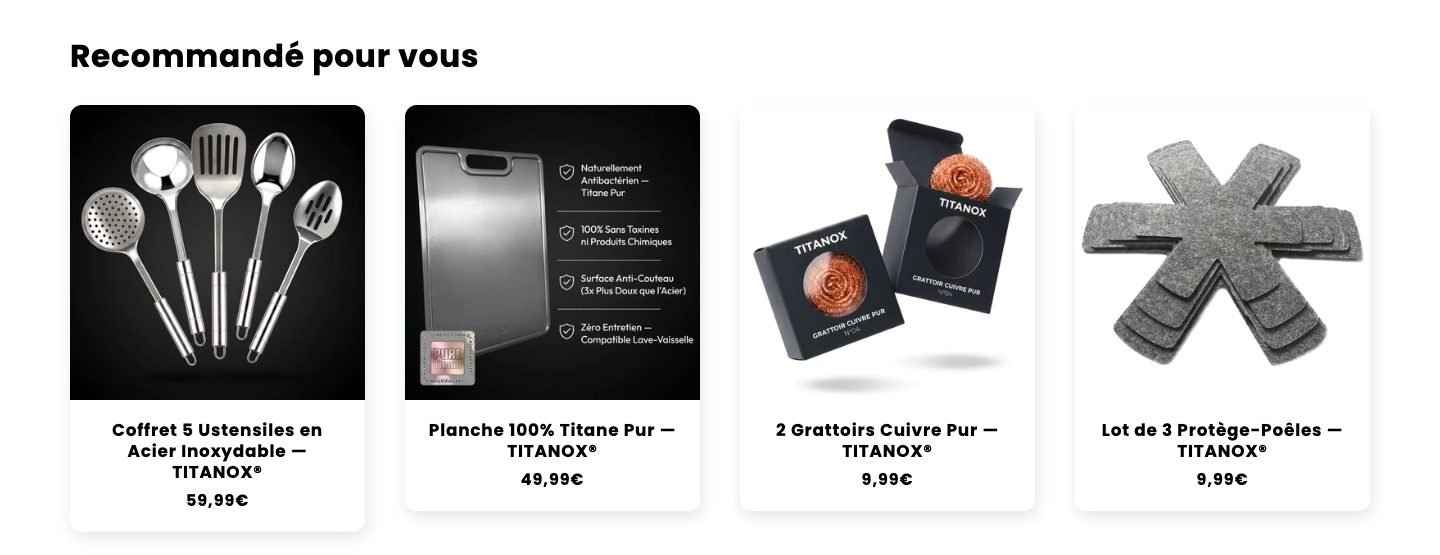 Recommandé pour vous
Naturellement
Antibactérien —
Titane Pur
100% Sans Toxines
ni Produits Chimiques
Surface Anti-Couteau
(3x Plus Doux que l'Acier)
Zéro Entretien —
Compatible Lave-Vaisselle
PURE
TITANOX
GRATTOIR CUIVRE PUR
N°04
TITANOX
GRATTOIR CUIVRE PUR
N°04
Coffret 5 Ustensiles en
Acier Inoxydable —
TITANOX®
59,99€
Planche 100% Titane Pur —
TITANOX®
49,99€
2 Grattoirs Cuivre Pur —
TITANOX®
9,99€
Lot de 3 Protège-Poêles —
TITANOX®
9,99€